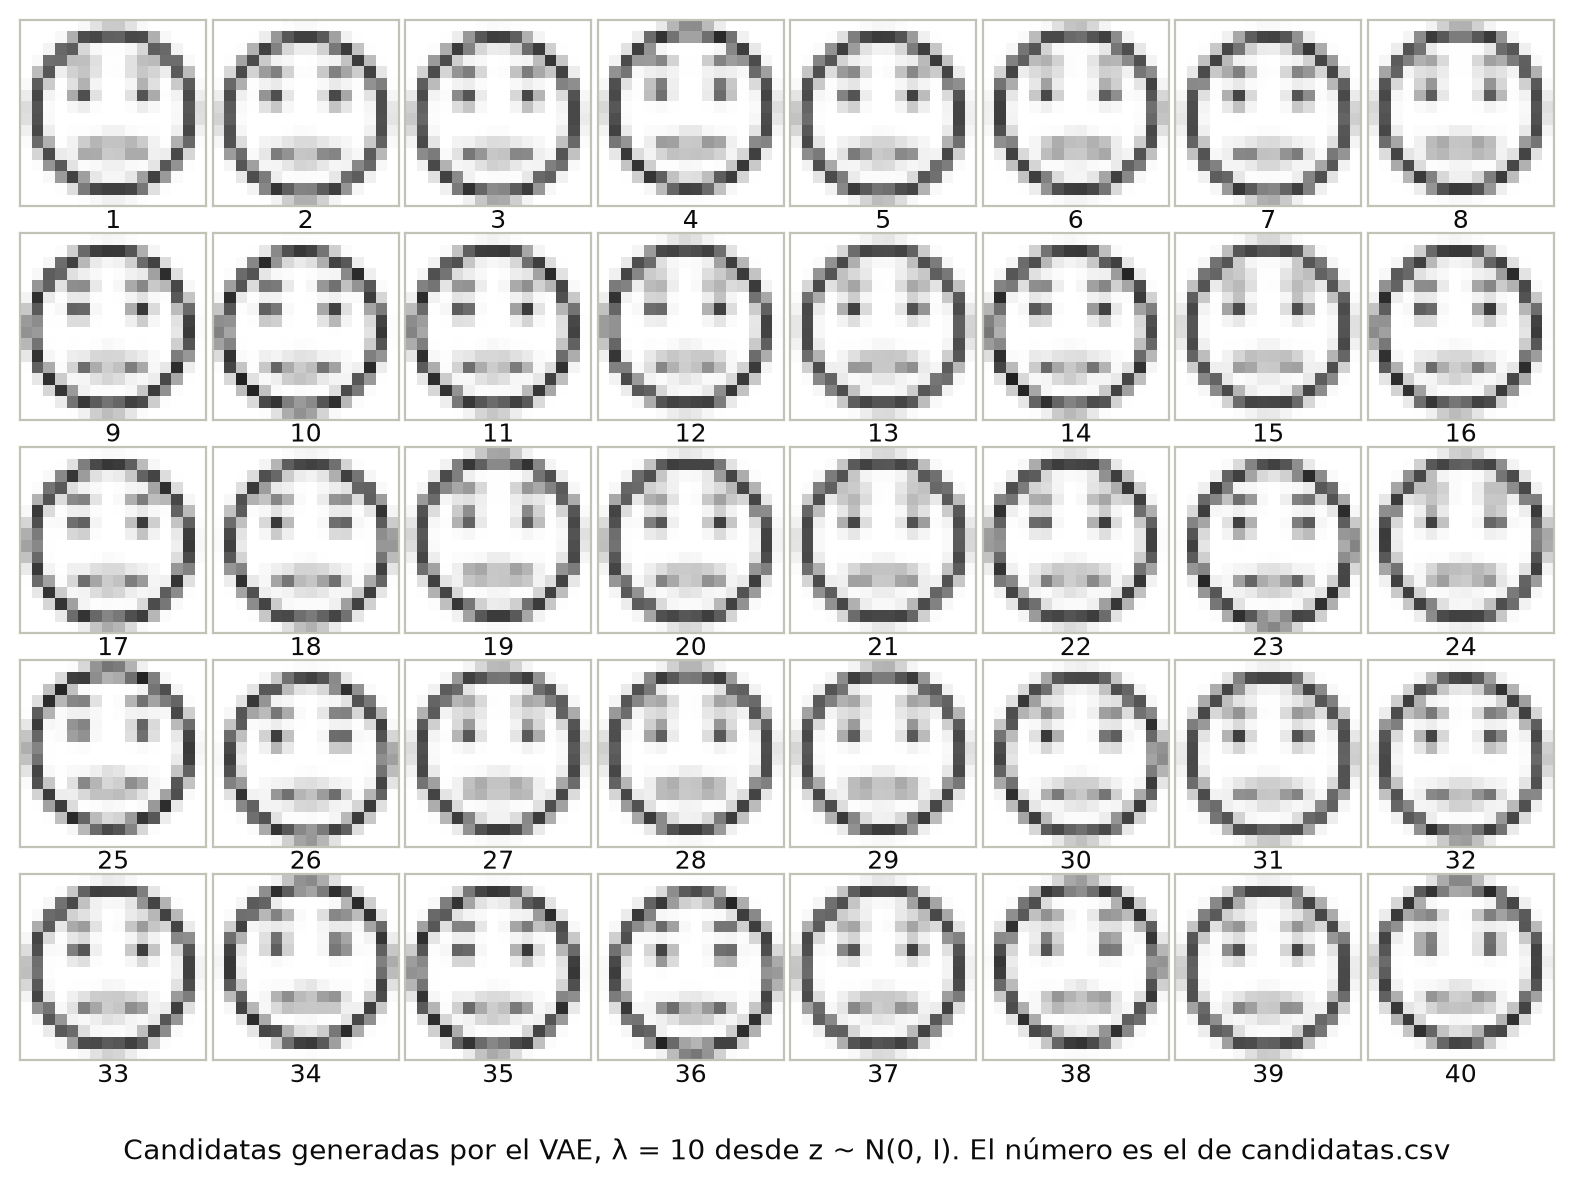 1 2 3 4 5 6 7 8
9 10 11 12 13 14 15 16
17 18 19 20 21 22 23 24
25 26 27 28 29 30 31 32
33 34 35 36 37 38 39 40
Candidatas generadas por el VAE, λ = 10 desde z ~ N(0, I). El número es el de candidatas.csv